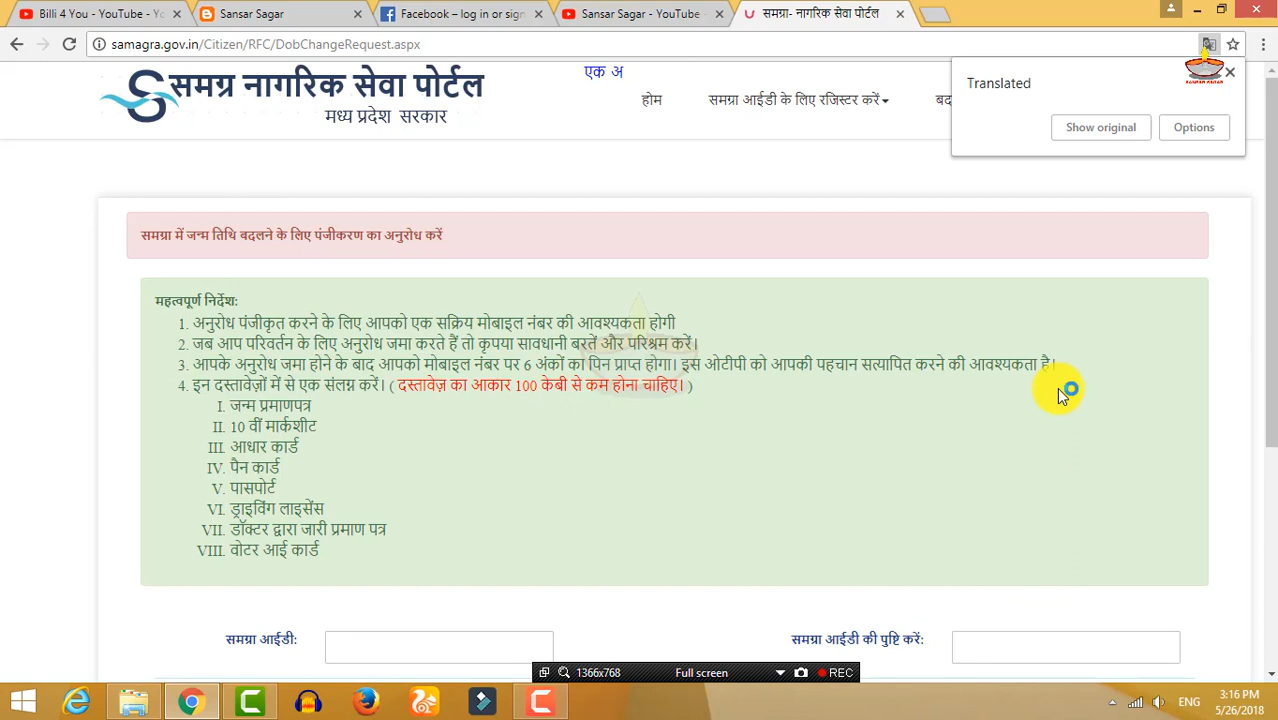 Billi 4 You - YouTube - Yo
Sansar Sagar
Facebook – log in or sign
Sansar Sagar - YouTube -
समग्र- नागरिक सेवा पोर्टल
samagra.gov.in/Citizen/RFC/DobChangeRequest.aspx
समग्र नागरिक सेवा पोर्टल
मध्य प्रदेश सरकार
एक अ
होम
समग्रा आईडी के लिए रजिस्टर करें
बद
Translated
Show original
Options
समग्रा में जन्म तिथि बदलने के लिए पंजीकरण का अनुरोध करें
महत्वपूर्ण निर्देश:
1. अनुरोध पंजीकृत करने के लिए आपको एक सक्रिय मोबाइल नंबर की आवश्यकता होगी
2. जब आप परिवर्तन के लिए अनुरोध जमा करते हैं तो कृपया सावधानी बरतें और परिश्रम करें।
3. आपके अनुरोध जमा होने के बाद आपको मोबाइल नंबर पर 6 अंकों का पिन प्राप्त होगा। इस ओटीपी को आपकी पहचान सत्यापित करने की आवश्यकता है।
4. इन दस्तावेज़ों में से एक संलग्न करें। ( दस्तावेज़ का आकार 100 केबी से कम होना चाहिए। )
I. जन्म प्रमाणपत्र
II. 10 वीं मार्कशीट
III. आधार कार्ड
IV. पैन कार्ड
V. पासपोर्ट
VI. ड्राइविंग लाइसेंस
VII. डॉक्टर द्वारा जारी प्रमाण पत्र
VIII. वोटर आई कार्ड
समग्रा आईडी:
समग्रा आईडी की पुष्टि करें:
1366x768
Full screen
REC
ENG
3:16 PM
5/26/2018